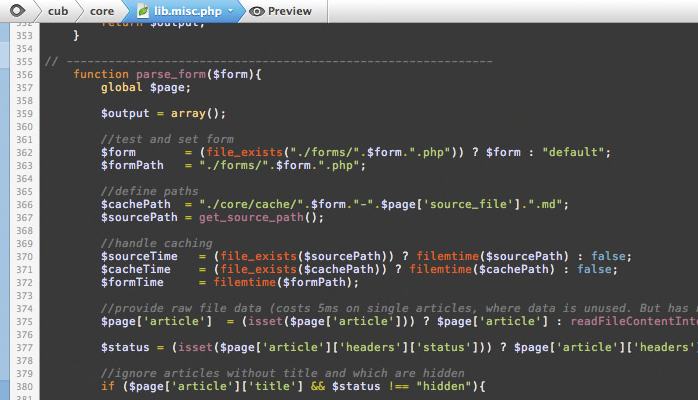 cub core lib.misc.php Preview
352 return $output;
353 }
354
355 // -------------------------------------------------------------
356 function parse_form($form){
357 global $page;
358
359 $output = array();
360
361 //test and set form
362 $form = (file_exists("./forms/".$form.".php")) ? $form : "default";
363 $formPath = "./forms/".$form.".php";
364
365 //define paths
366 $cachePath = "./core/cache/".$form."-".$page['source_file'].".md";
367 $sourcePath = get_source_path();
368
369 //handle caching
370 $sourceTime = (file_exists($sourcePath)) ? filemtime($sourcePath) : false;
371 $cacheTime = (file_exists($cachePath)) ? filemtime($cachePath) : false;
372 $formTime = filemtime($formPath);
373
374 //provide raw file data (costs 5ms on single articles, where data is unused. But has
375 $page['article'] = (isset($page['article'])) ? $page['article'] : readFileContentInt
376
377 $status = (isset($page['article']['headers']['status'])) ? $page['article']['headers'
378
379 //ignore articles without title and which are hidden
380 if ($page['article']['title'] && $status !== "hidden"){
381